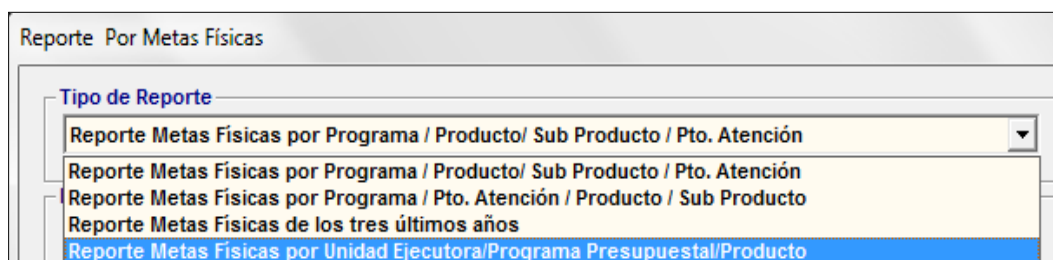 Reporte Por Metas Físicas
Tipo de Reporte
Reporte Metas Físicas por Programa / Producto/ Sub Producto / Pto. Atención
Reporte Metas Físicas por Programa / Producto/ Sub Producto / Pto. Atención
Reporte Metas Físicas por Programa / Pto. Atención / Producto / Sub Producto
Reporte Metas Físicas de los tres últimos años
Reporte Metas Físicas por Unidad Ejecutora/Programa Presupuestal/Producto